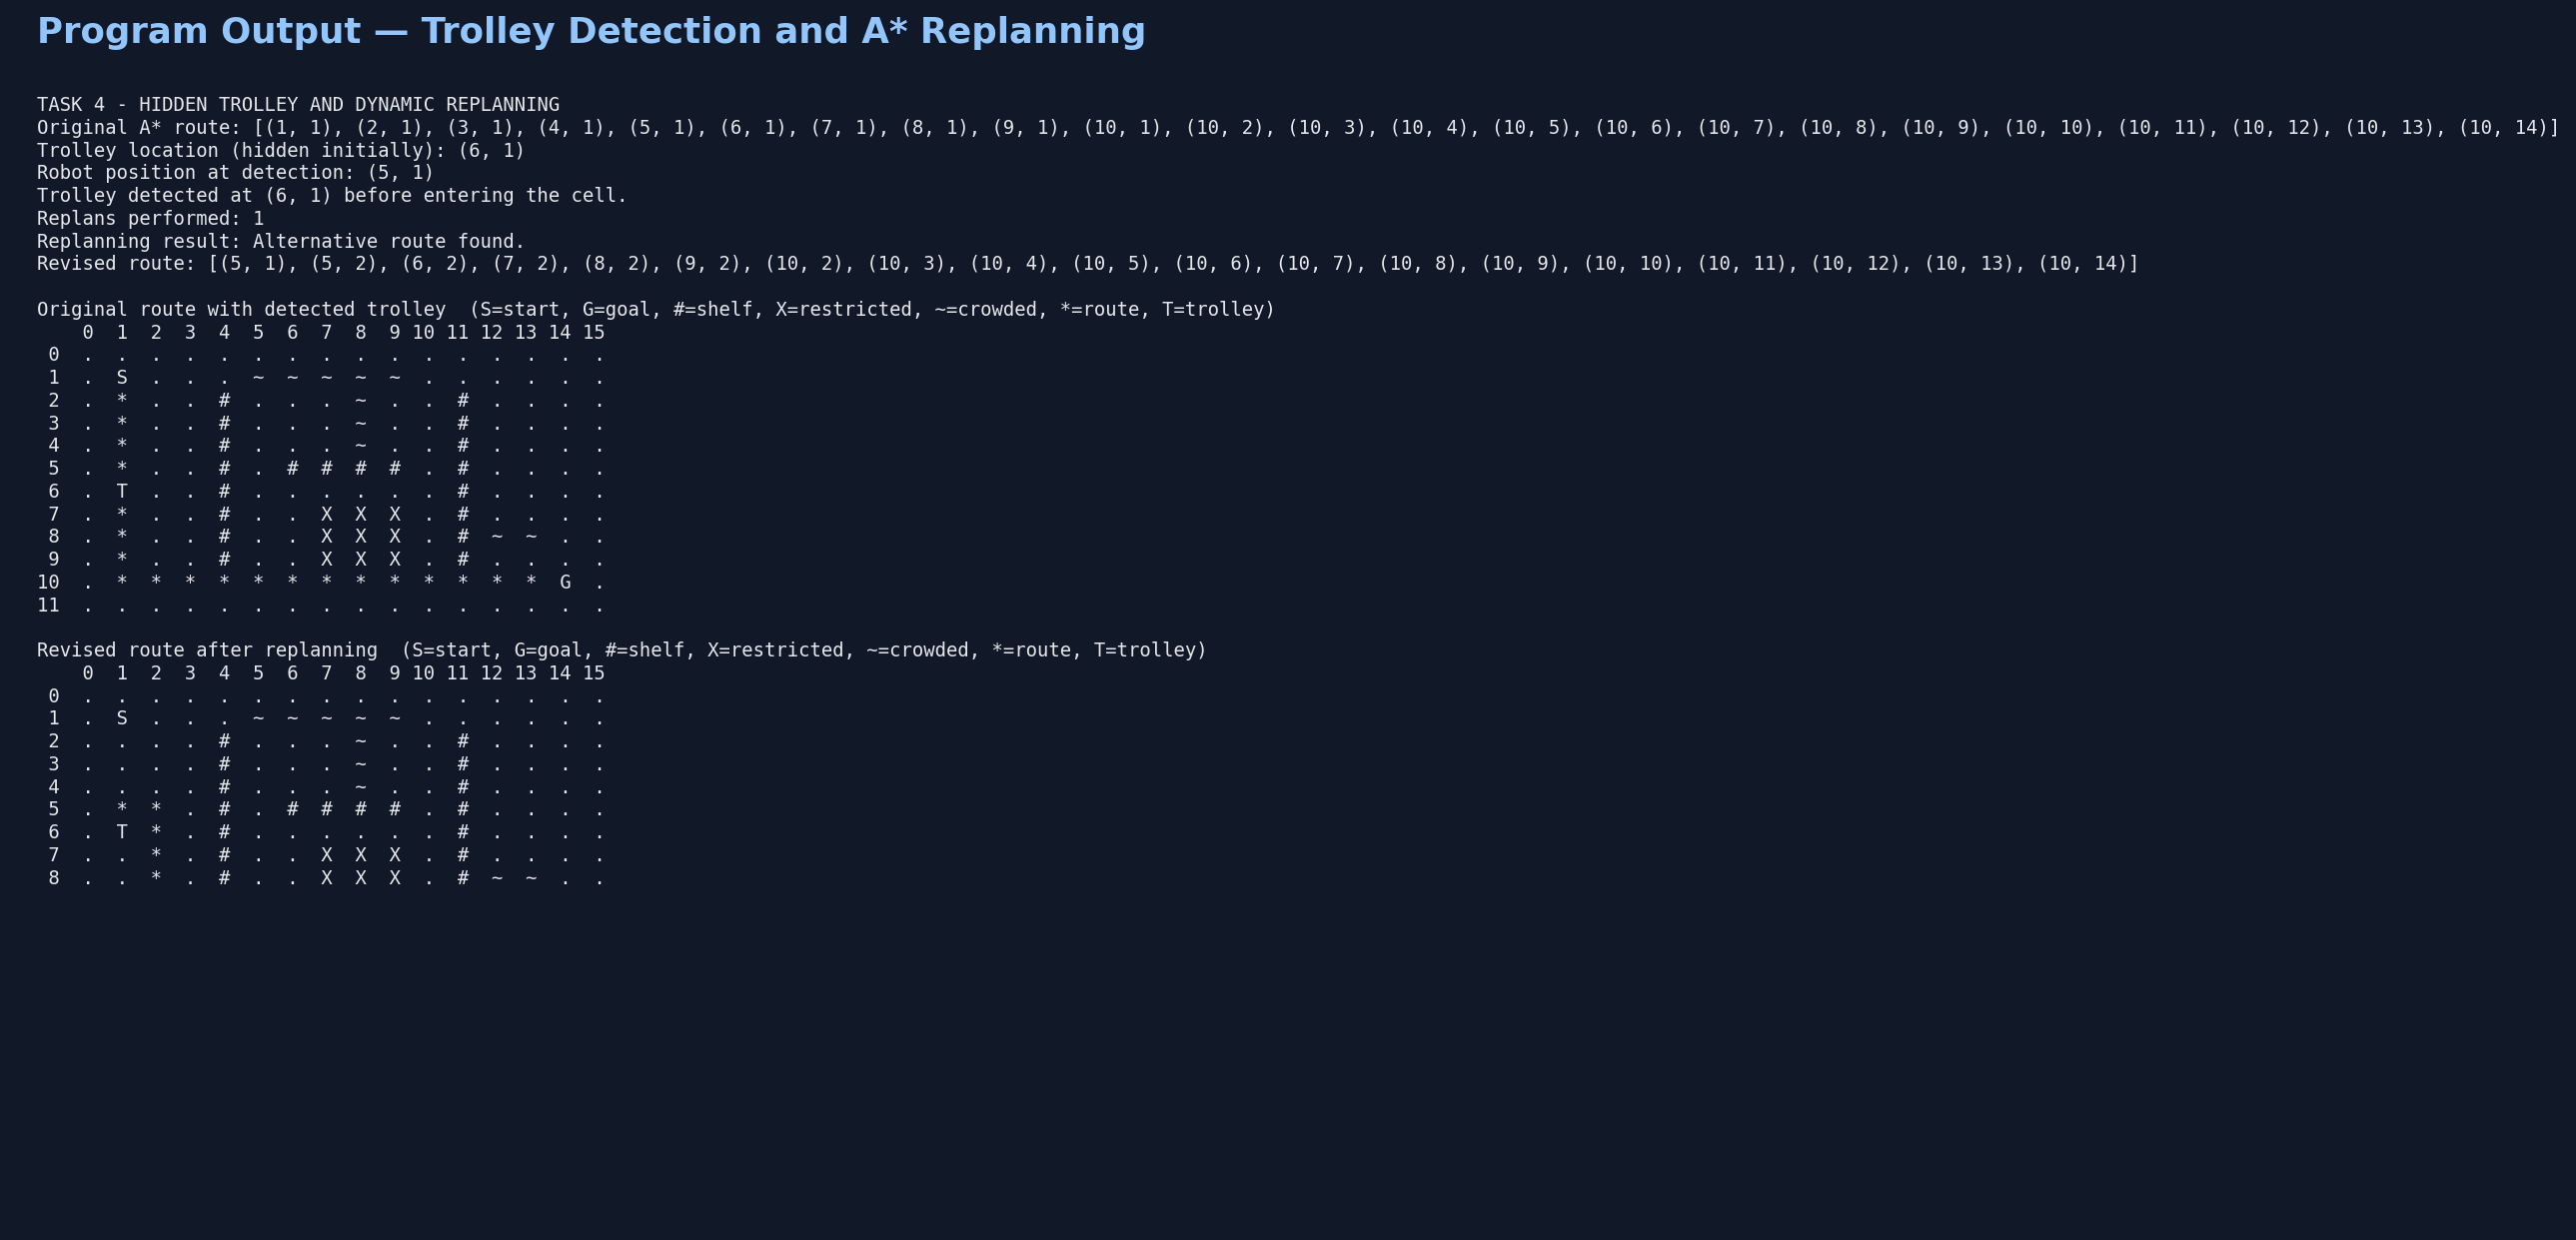 Program Output — Trolley Detection and A* Replanning
TASK 4 - HIDDEN TROLLEY AND DYNAMIC REPLANNING
Original A* route: [(1, 1), (2, 1), (3, 1), (4, 1), (5, 1), (6, 1), (7, 1), (8, 1), (9, 1), (10, 1), (10, 2), (10, 3), (10, 4), (10, 5), (10, 6), (10, 7), (10, 8), (10, 9), (10, 10), (10, 11), (10, 12), (10, 13), (10, 14)]
Trolley location (hidden initially): (6, 1)
Robot position at detection: (5, 1)
Trolley detected at (6, 1) before entering the cell.
Replans performed: 1
Replanning result: Alternative route found.
Revised route: [(5, 1), (5, 2), (6, 2), (7, 2), (8, 2), (9, 2), (10, 2), (10, 3), (10, 4), (10, 5), (10, 6), (10, 7), (10, 8), (10, 9), (10, 10), (10, 11), (10, 12), (10, 13), (10, 14)]
Original route with detected trolley  (S=start, G=goal, #=shelf, X=restricted, ~=crowded, *=route, T=trolley)
    0  1  2  3  4  5  6  7  8  9 10 11 12 13 14 15
 0  .  .  .  .  .  .  .  .  .  .  .  .  .  .  .  .
 1  .  S  .  .  .  ~  ~  ~  ~  ~  .  .  .  .  .  .
 2  .  *  .  .  #  .  .  .  ~  .  .  #  .  .  .  .
 3  .  *  .  .  #  .  .  .  ~  .  .  #  .  .  .  .
 4  .  *  .  .  #  .  .  .  ~  .  .  #  .  .  .  .
 5  .  *  .  .  #  .  #  #  #  #  .  #  .  .  .  .
 6  .  T  .  .  #  .  .  .  .  .  .  #  .  .  .  .
 7  .  *  .  .  #  .  .  X  X  X  .  #  .  .  .  .
 8  .  *  .  .  #  .  .  X  X  X  .  #  ~  ~  .  .
 9  .  *  .  .  #  .  .  X  X  X  .  #  .  .  .  .
10  .  *  *  *  *  *  *  *  *  *  *  *  *  *  G  .
11  .  .  .  .  .  .  .  .  .  .  .  .  .  .  .  .
Revised route after replanning  (S=start, G=goal, #=shelf, X=restricted, ~=crowded, *=route, T=trolley)
    0  1  2  3  4  5  6  7  8  9 10 11 12 13 14 15
 0  .  .  .  .  .  .  .  .  .  .  .  .  .  .  .  .
 1  .  S  .  .  .  ~  ~  ~  ~  ~  .  .  .  .  .  .
 2  .  .  .  .  #  .  .  .  ~  .  .  #  .  .  .  .
 3  .  .  .  .  #  .  .  .  ~  .  .  #  .  .  .  .
 4  .  .  .  .  #  .  .  .  ~  .  .  #  .  .  .  .
 5  .  *  *  .  #  .  #  #  #  #  .  #  .  .  .  .
 6  .  T  *  .  #  .  .  .  .  .  .  #  .  .  .  .
 7  .  .  *  .  #  .  .  X  X  X  .  #  .  .  .  .
 8  .  .  *  .  #  .  .  X  X  X  .  #  ~  ~  .  .